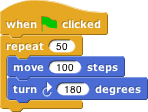 when clicked
repeat 50
move 100 steps
turn 180 degrees